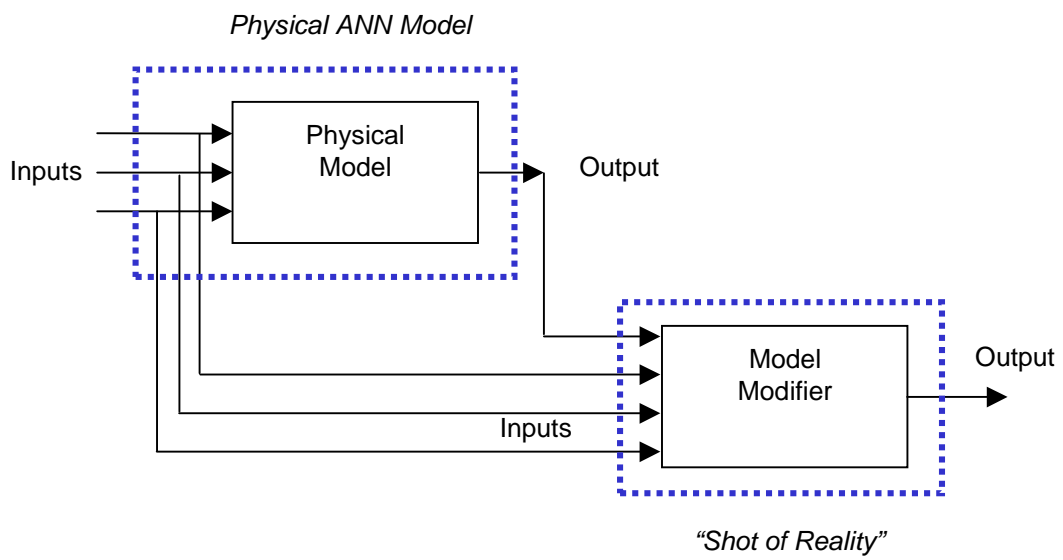 Physical ANN Model
Physical
Model
Inputs
Output
Model
Modifier
Output
Inputs
“Shot of Reality”